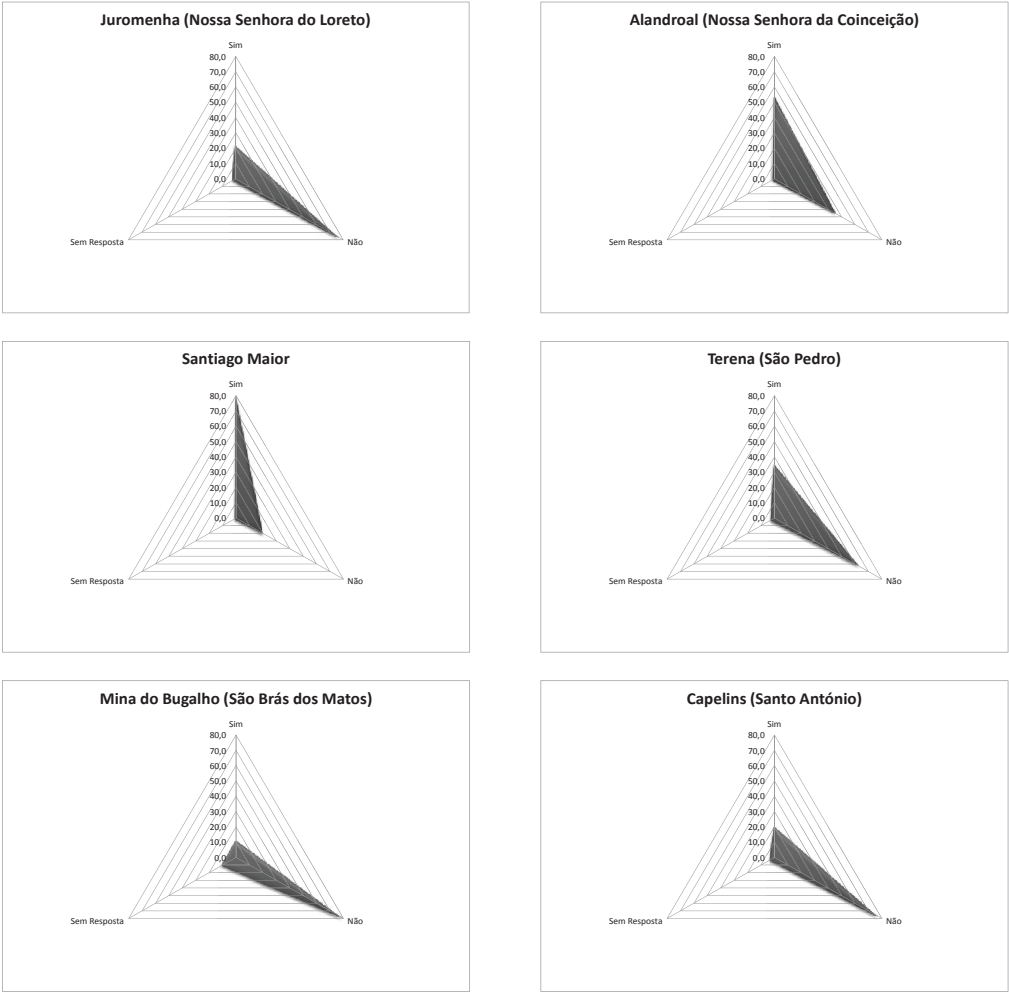 Juromenha (Nossa Senhora do Loreto)
Sim
80,0
70,0
60,0
50,0
40,0
30,0
20,0
10,0
0,0
Sem Resposta
Não
Alandroal (Nossa Senhora da Coinceição)
Sim
80,0
70,0
60,0
50,0
40,0
30,0
20,0
10,0
0,0
Sem Resposta
Não
Santiago Maior
Sim
80,0
70,0
60,0
50,0
40,0
30,0
20,0
10,0
0,0
Sem Resposta
Não
Terena (São Pedro)
Sim
80,0
70,0
60,0
50,0
40,0
30,0
20,0
10,0
0,0
Sem Resposta
Não
Mina do Bugalho (São Brás dos Matos)
Sim
80,0
70,0
60,0
50,0
40,0
30,0
20,0
10,0
0,0
Sem Resposta
Não
Capelins (Santo António)
Sim
80,0
70,0
60,0
50,0
40,0
30,0
20,0
10,0
0,0
Sem Resposta
Não